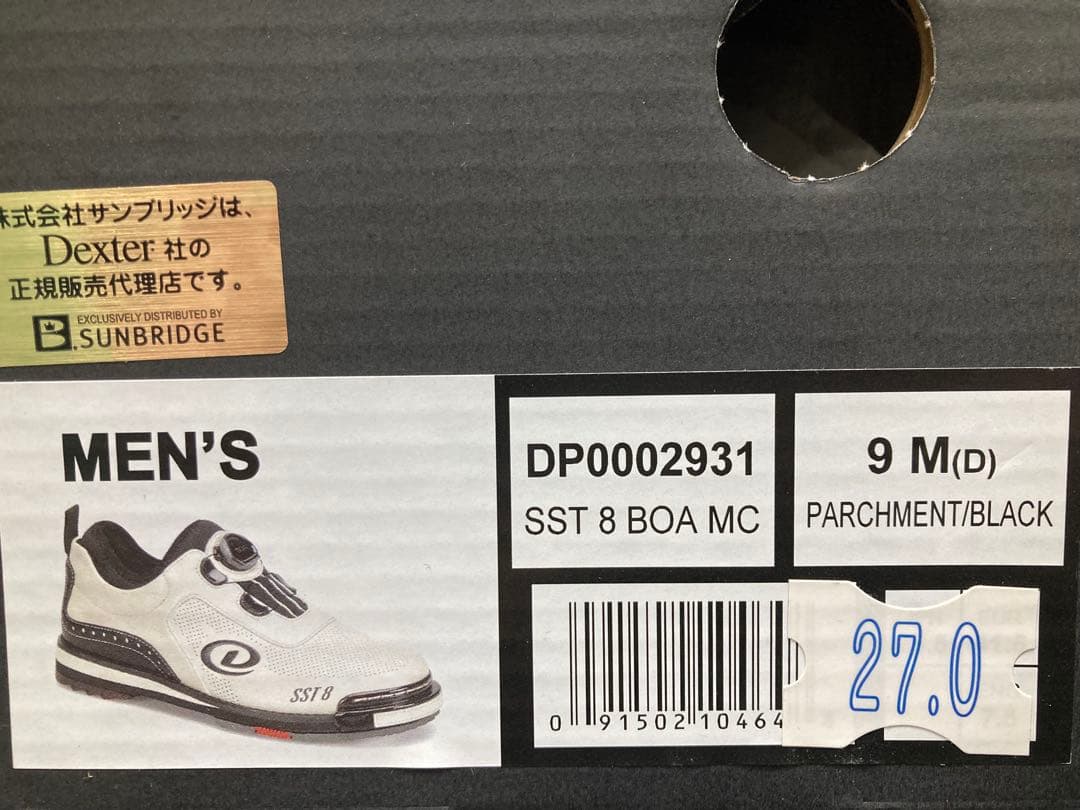 株式会社サンブリッジは、
Dexter 社の
正規販売代理店です。
EXCLUSIVELY DISTRIBUTED BY
B.SUNBRIDGE
MEN'S
DP0002931
SST 8 BOA MC
9 M(D)
PARCHMENT/BLACK
SST 8
0 91502 10464
27.0